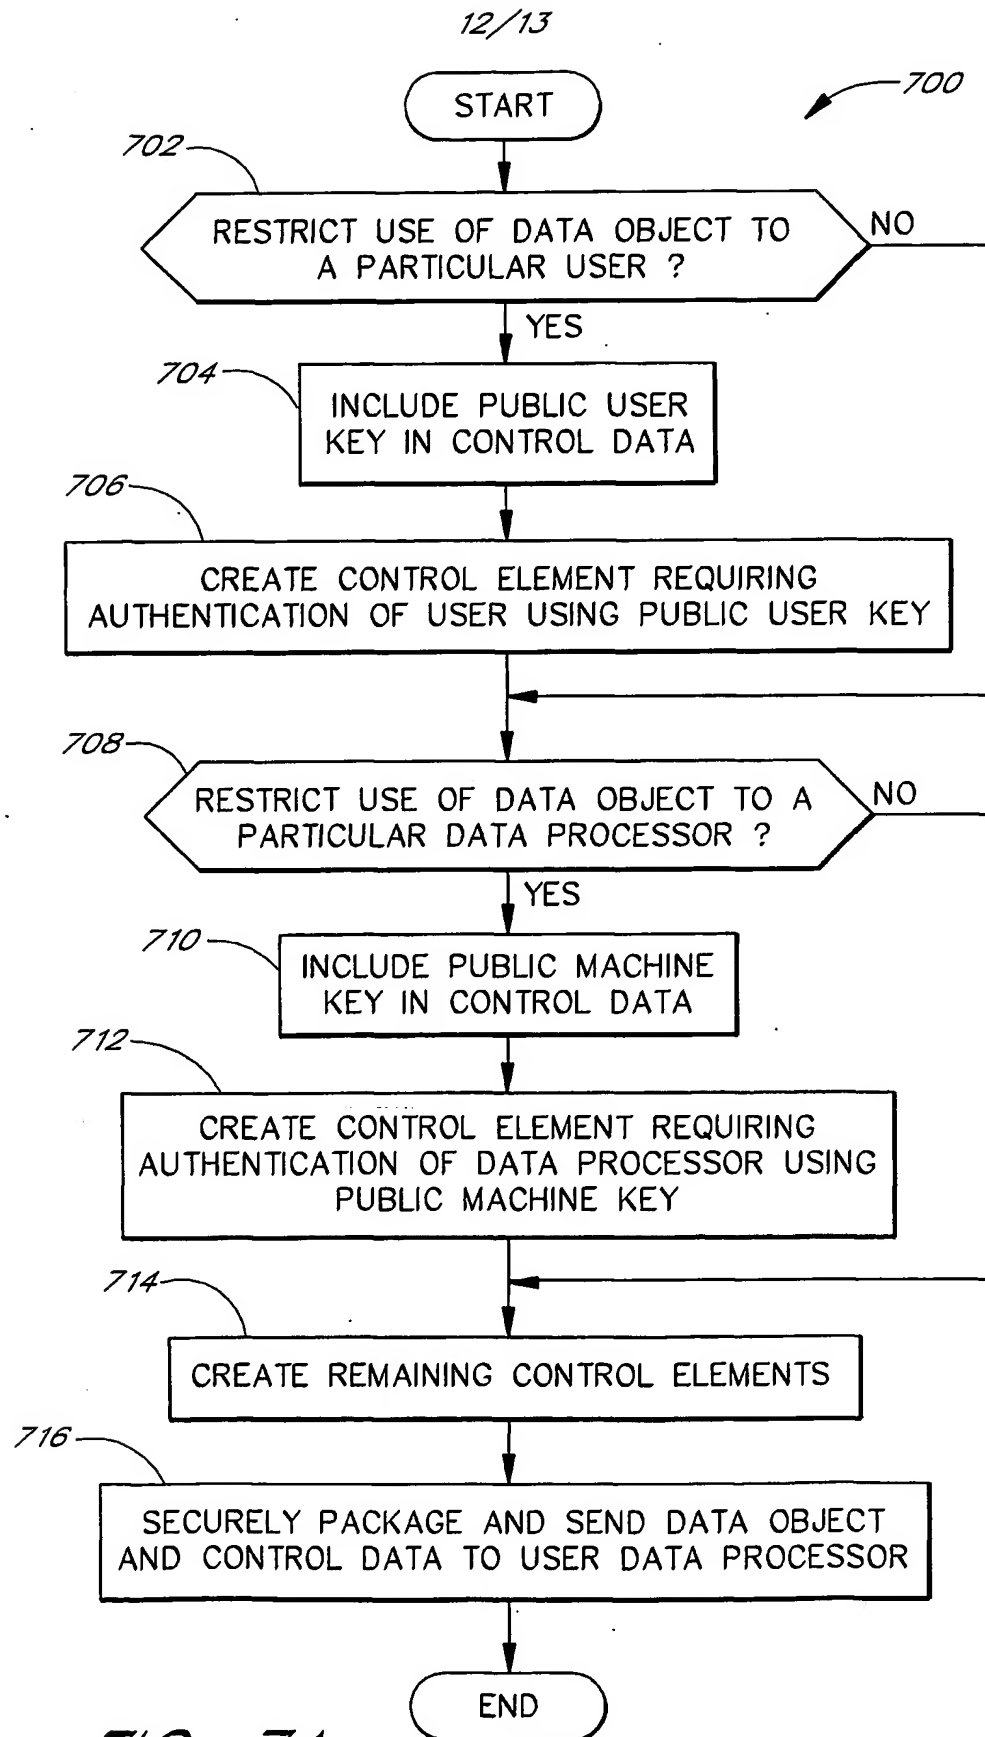 12/13
START
700
702
RESTRICT USE OF DATA OBJECT TO
A PARTICULAR USER ?
NO
YES
704
INCLUDE PUBLIC USER
KEY IN CONTROL DATA
706
CREATE CONTROL ELEMENT REQUIRING
AUTHENTICATION OF USER USING PUBLIC USER KEY
708
RESTRICT USE OF DATA OBJECT TO A
PARTICULAR DATA PROCESSOR ?
NO
YES
710
INCLUDE PUBLIC MACHINE
KEY IN CONTROL DATA
712
CREATE CONTROL ELEMENT REQUIRING
AUTHENTICATION OF DATA PROCESSOR USING
PUBLIC MACHINE KEY
714
CREATE REMAINING CONTROL ELEMENTS
716
SECURELY PACKAGE AND SEND DATA OBJECT
AND CONTROL DATA TO USER DATA PROCESSOR
END